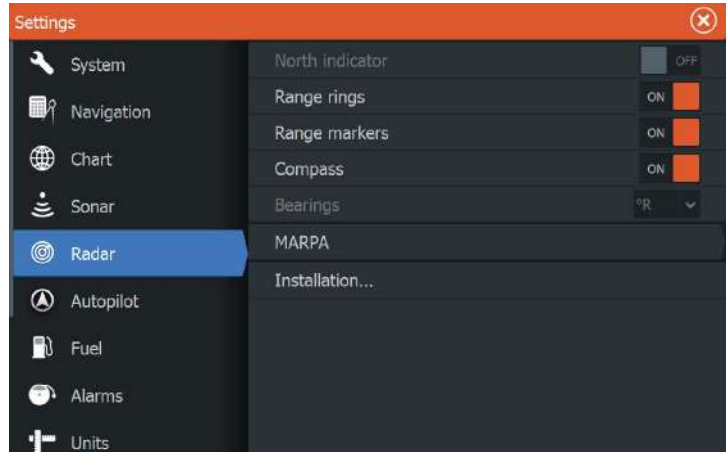 Settings
System
Navigation
Chart
Sonar
Radar
Autopilot
Fuel
Alarms
Units
North indicator OFF
Range rings ON
Range markers ON
Compass ON
Bearings °R
MARPA
Installation...